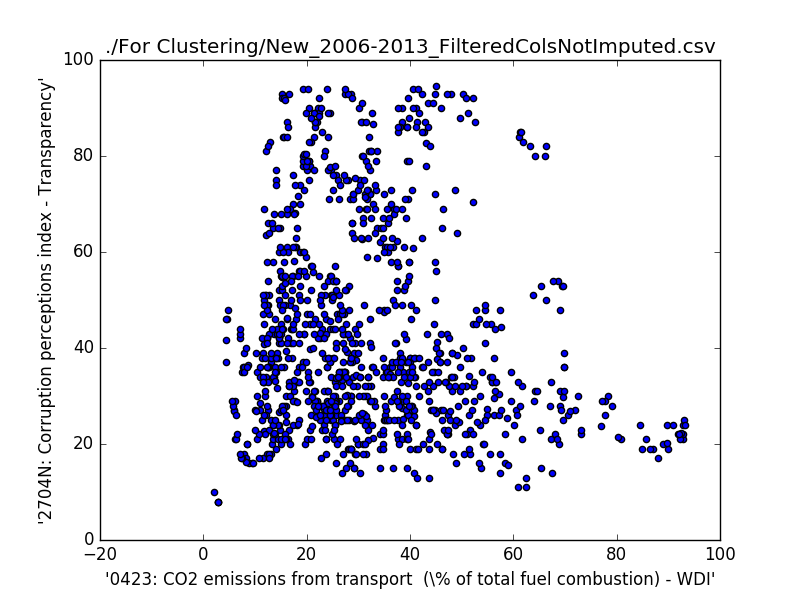 ./For Clustering/New_2006-2013_FilteredColsNotImputed.csv
100
80
60
40
20
0
'2704N: Corruption perceptions index - Transparency'
−20 0 20 40 60 80 100
'0423: CO2 emissions from transport  (\% of total fuel combustion) - WDI'